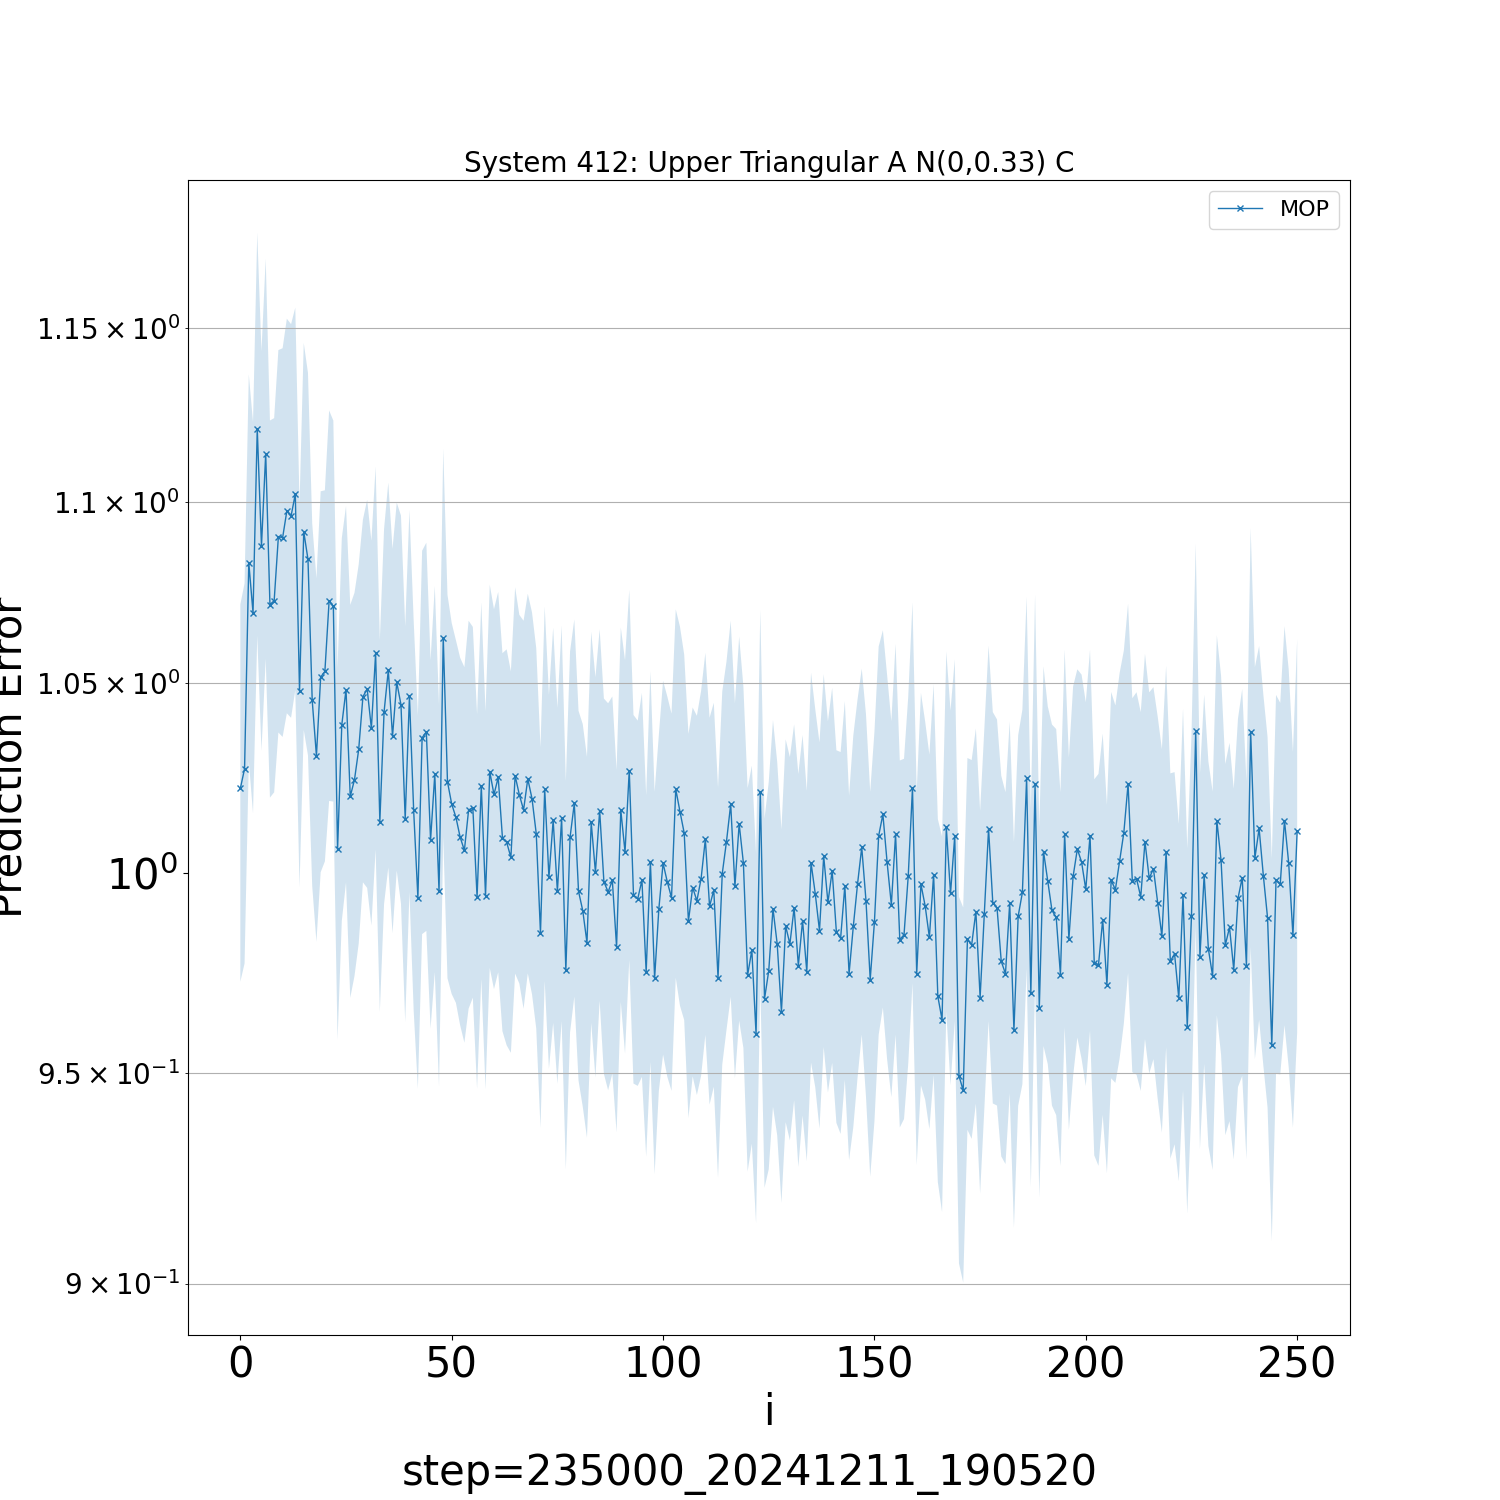 System 412: Upper Triangular A N(0,0.33) C
MOP
1.15 × 10⁰
1.1 × 10⁰
1.05 × 10⁰
10⁰
9.5 × 10⁻¹
9 × 10⁻¹
Prediction Error
0 50 100 150 200 250
i
step=235000_20241211_190520